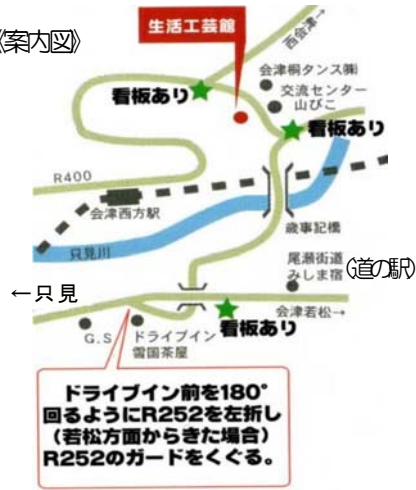 《案内図》
生活工芸館
西会津→
会津桐タンス㈱
看板あり
交流センター
山びこ
看板あり
R400
会津西方駅
歳事記橋
只見川
尾瀬街道
みしま宿
(道の駅)
←只見
会津若松→
看板あり
G.S
ドライブイン
雪国茶屋
ドライブイン前を180°
回るようにR252を左折し
(若松方面からきた場合)
R252のガードをくぐる。